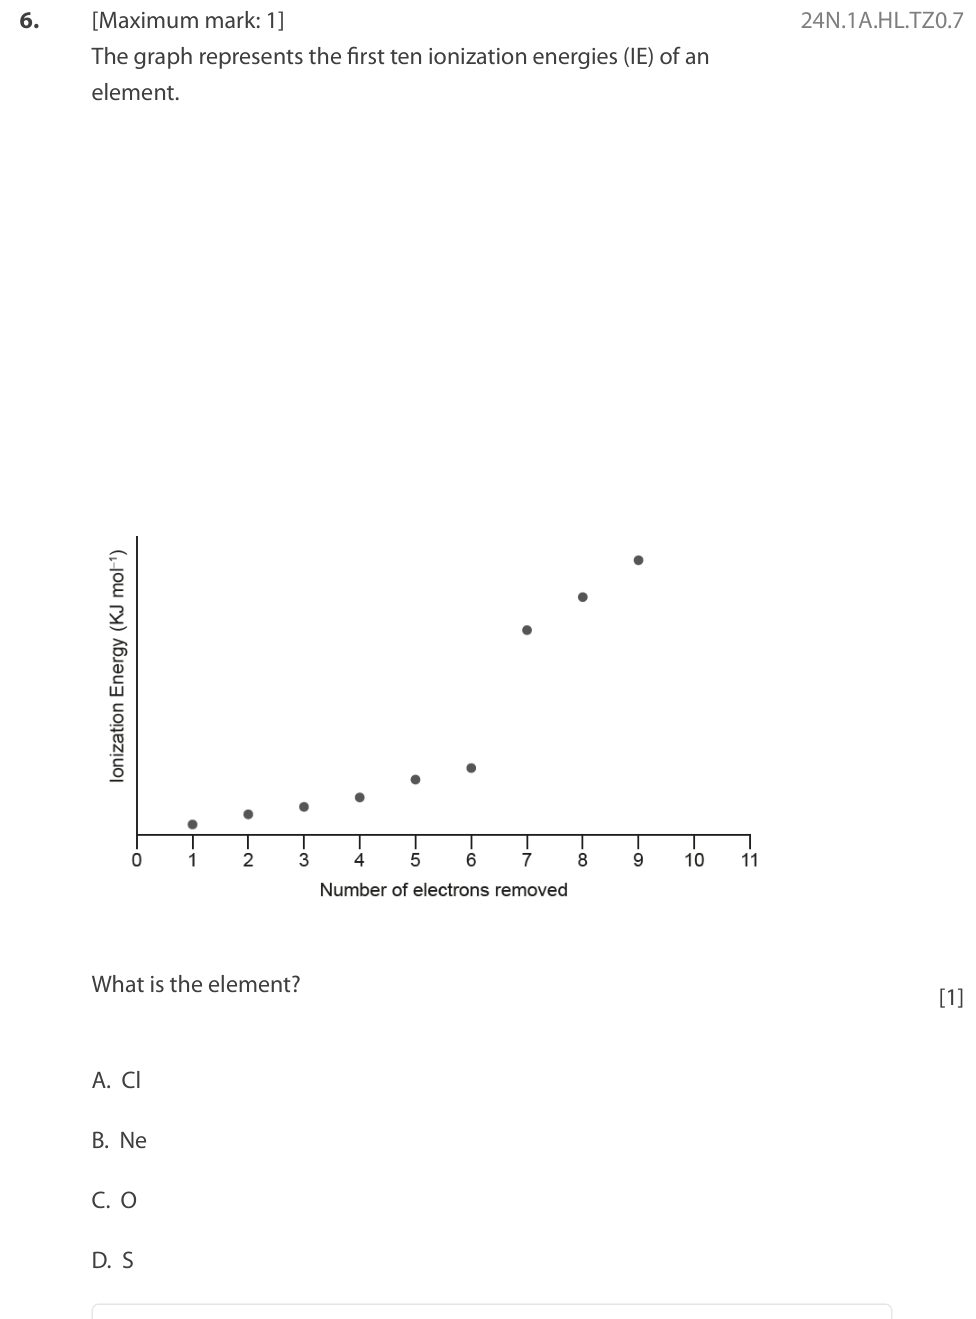 6. [Maximum mark: 1] 24N.1A.HL.TZ0.7
The graph represents the first ten ionization energies (IE) of an
element.
Ionization Energy (KJ mol⁻¹)
0 1 2 3 4 5 6 7 8 9 10 11
Number of electrons removed
What is the element?
[1]
A. Cl
B. Ne
C. O
D. S